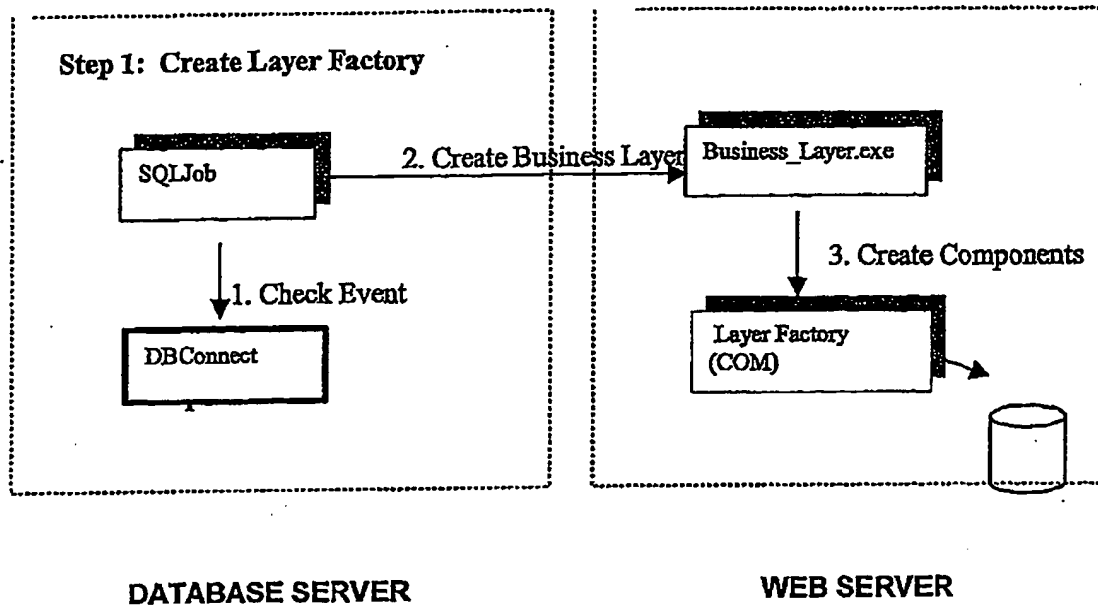 Step 1: Create Layer Factory
SQLJob
2. Create Business Layer
Business_Layer.exe
1. Check Event
3. Create Components
DBConnect
Layer Factory
(COM)
DATABASE SERVER
WEB SERVER